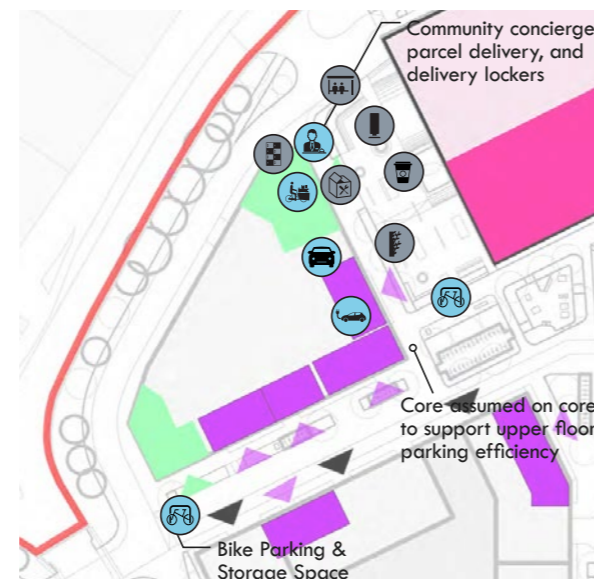 Community concierge
parcel delivery, and
delivery lockers
Core assumed on core
to support upper floor
parking efficiency
Bike Parking &
Storage Space